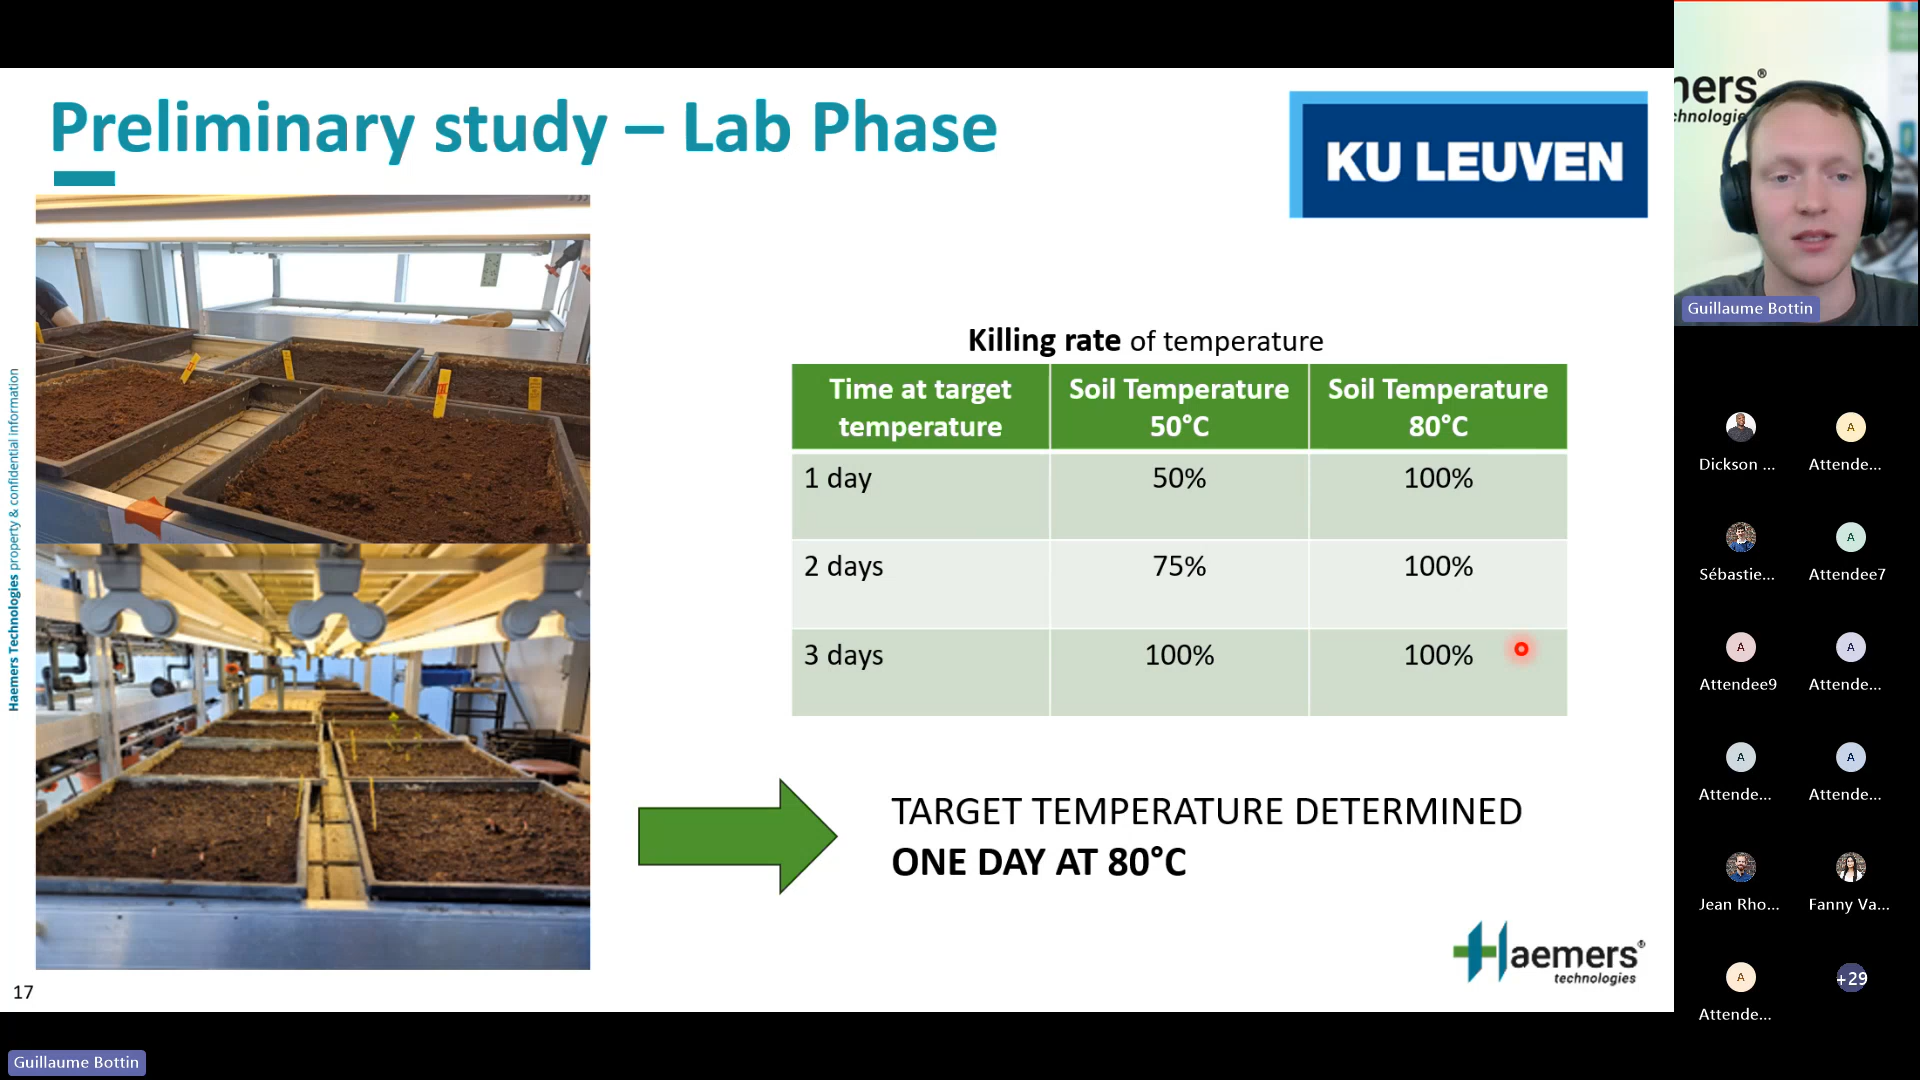 Preliminary study – Lab Phase
KU LEUVEN
Haemers Technologies property & confidential information
Killing rate of temperature
Time at target temperature
Soil Temperature 50°C
Soil Temperature 80°C
1 day 50% 100%
2 days 75% 100%
3 days 100% 100%
TARGET TEMPERATURE DETERMINED
ONE DAY AT 80°C
Haemers®
technologies
17
Guillaume Bottin
ners®
chnologie
Guillaume Bottin
Dickson ...
A
Attende...
Sébastie...
A
Attendee7
A
Attendee9
A
Attende...
A
Attende...
A
Attende...
Jean Rho...
Fanny Va...
A
Attende...
+29